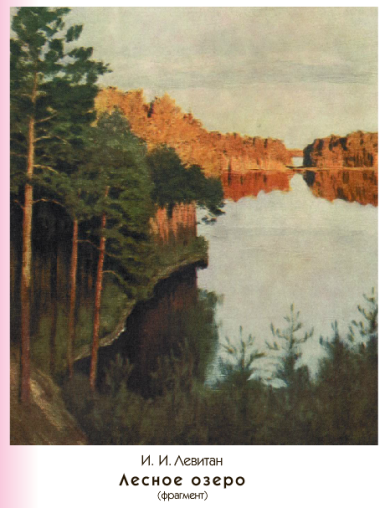 И. И. Левитан
Лесное озеро
(фрагмент)